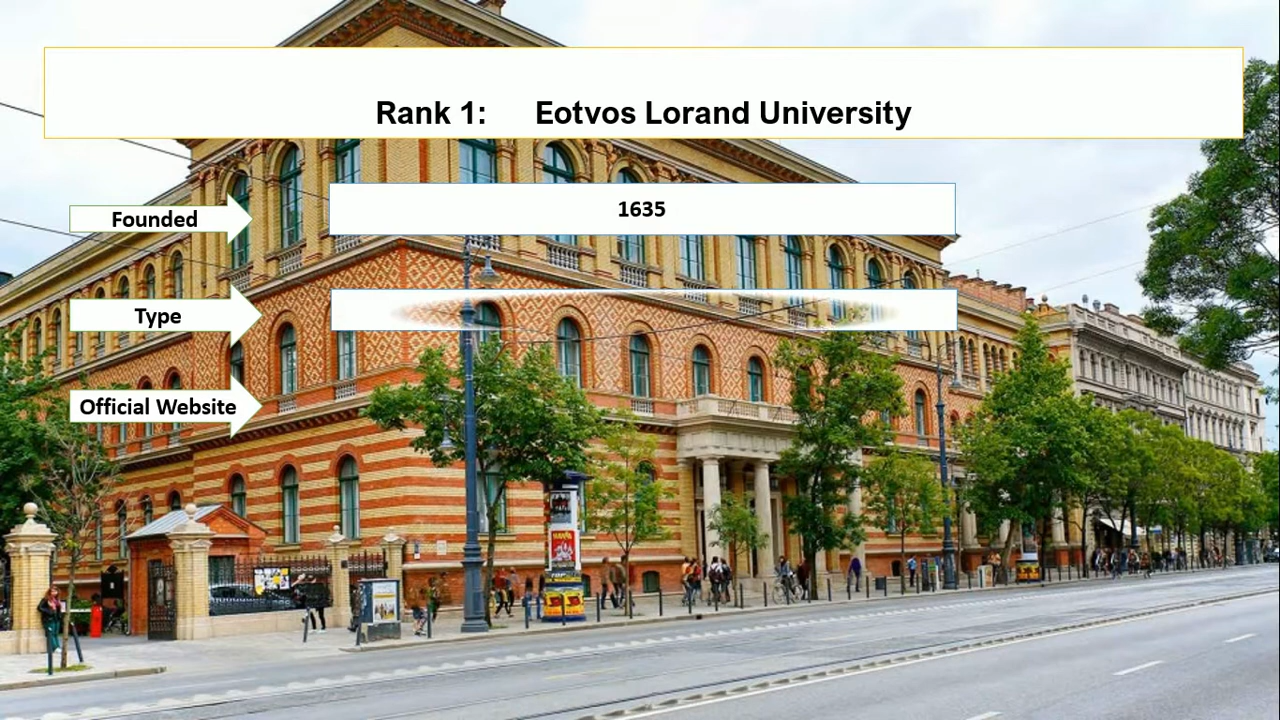 Rank 1: Eotvos Lorand University
Founded
1635
Type
Official Website